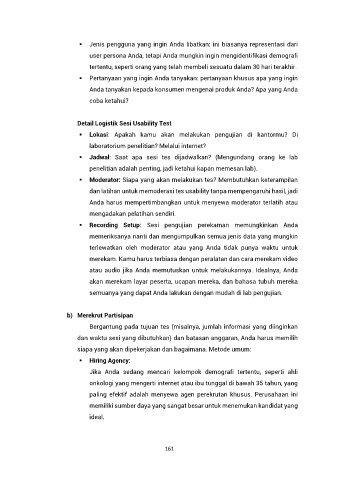 ▪ Jenis pengguna yang ingin Anda libatkan: ini biasanya representasi dari
user persona Anda, tetapi Anda mungkin ingin mengidentifikasi demografi
tertentu, seperti orang yang telah membeli sesuatu dalam 30 hari terakhir.
▪ Pertanyaan yang ingin Anda tanyakan: pertanyaan khusus apa yang ingin
Anda tanyakan kepada konsumen mengenai produk Anda? Apa yang Anda
coba ketahui?
Detail Logistik Sesi Usability Test
▪ Lokasi: Apakah kamu akan melakukan pengujian di kantormu? Di
laboratorium penelitian? Melalui internet?
▪ Jadwal: Saat apa sesi tes dijadwalkan? (Mengundang orang ke lab
penelitian adalah penting, jadi ketahui kapan memesan lab).
▪ Moderator: Siapa yang akan melakukan tes? Membutuhkan keterampilan
dan latihan untuk memoderasi tes usability tanpa mempengaruhi hasil, jadi
Anda harus mempertimbangkan untuk menyewa moderator terlatih atau
mengadakan pelatihan sendiri.
▪ Recording Setup: Sesi pengujian perekaman memungkinkan Anda
memeriksanya nanti dan mengumpulkan semua jenis data yang mungkin
terlewatkan oleh moderator atau yang Anda tidak punya waktu untuk
merekam. Kamu harus terbiasa dengan peralatan dan cara merekam video
atau audio jika Anda memutuskan untuk melakukannya. Idealnya, Anda
akan merekam layar peserta, ucapan mereka, dan bahasa tubuh mereka
semuanya yang dapat Anda lakukan dengan mudah di lab pengujian.
b) Merekrut Partisipan
Bergantung pada tujuan tes (misalnya, jumlah informasi yang diinginkan
dan waktu sesi yang dibutuhkan) dan batasan anggaran, Anda harus memilih
siapa yang akan dipekerjakan dan bagaimana. Metode umum:
▪ Hiring Agency:
Jika Anda sedang mencari kelompok demografi tertentu, seperti ahli
onkologi yang mengerti internet atau ibu tunggal di bawah 35 tahun, yang
paling efektif adalah menyewa agen perekrutan khusus. Perusahaan ini
memiliki sumber daya yang sangat besar untuk menemukan kandidat yang
ideal.
161